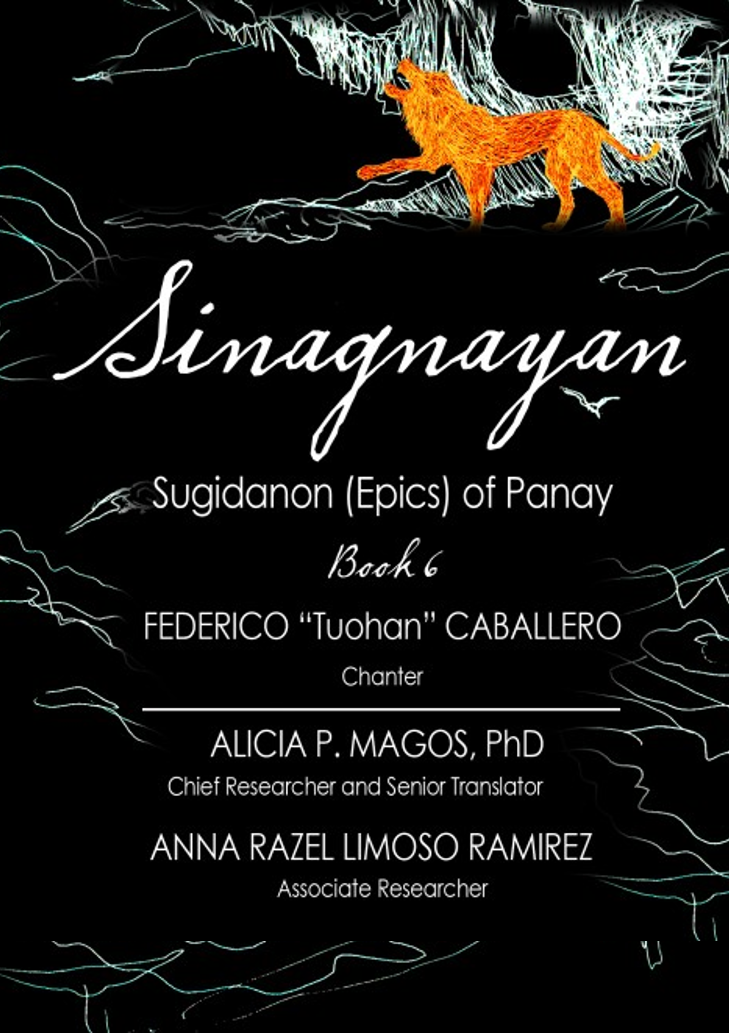 Sinagnayan
Sugidanon (Epics) of Panay
Book 6
FEDERICO “Tuohan” CABALLERO
Chanter
ALICIA P. MAGOS, PhD
Chief Researcher and Senior Translator
ANNA RAZEL LIMOSO RAMIREZ
Associate Researcher